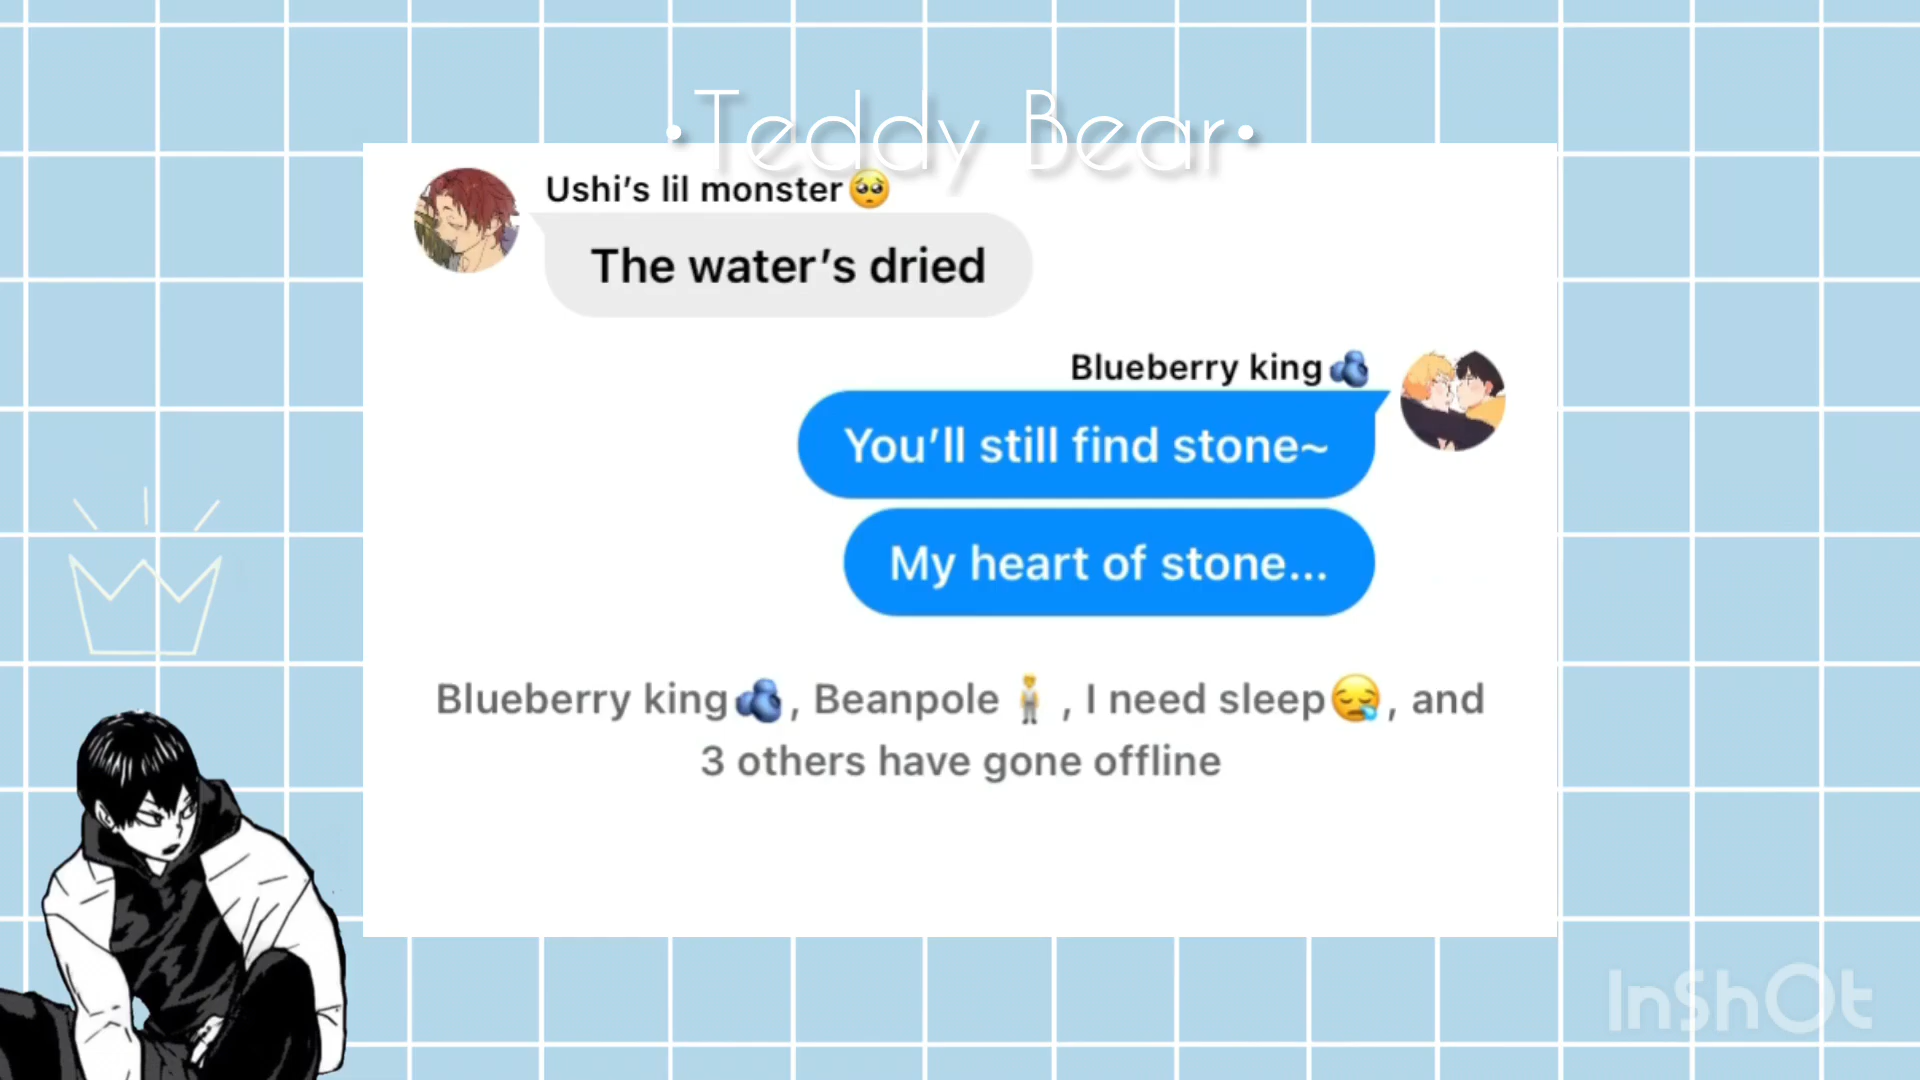 •Teddy Bear•
Ushi’s lil monster🥺
The water’s dried
Blueberry king🫐
You’ll still find stone~
My heart of stone...
Blueberry king🫐, Beanpole🧍, I need sleep😪, and
3 others have gone offline
InShOt